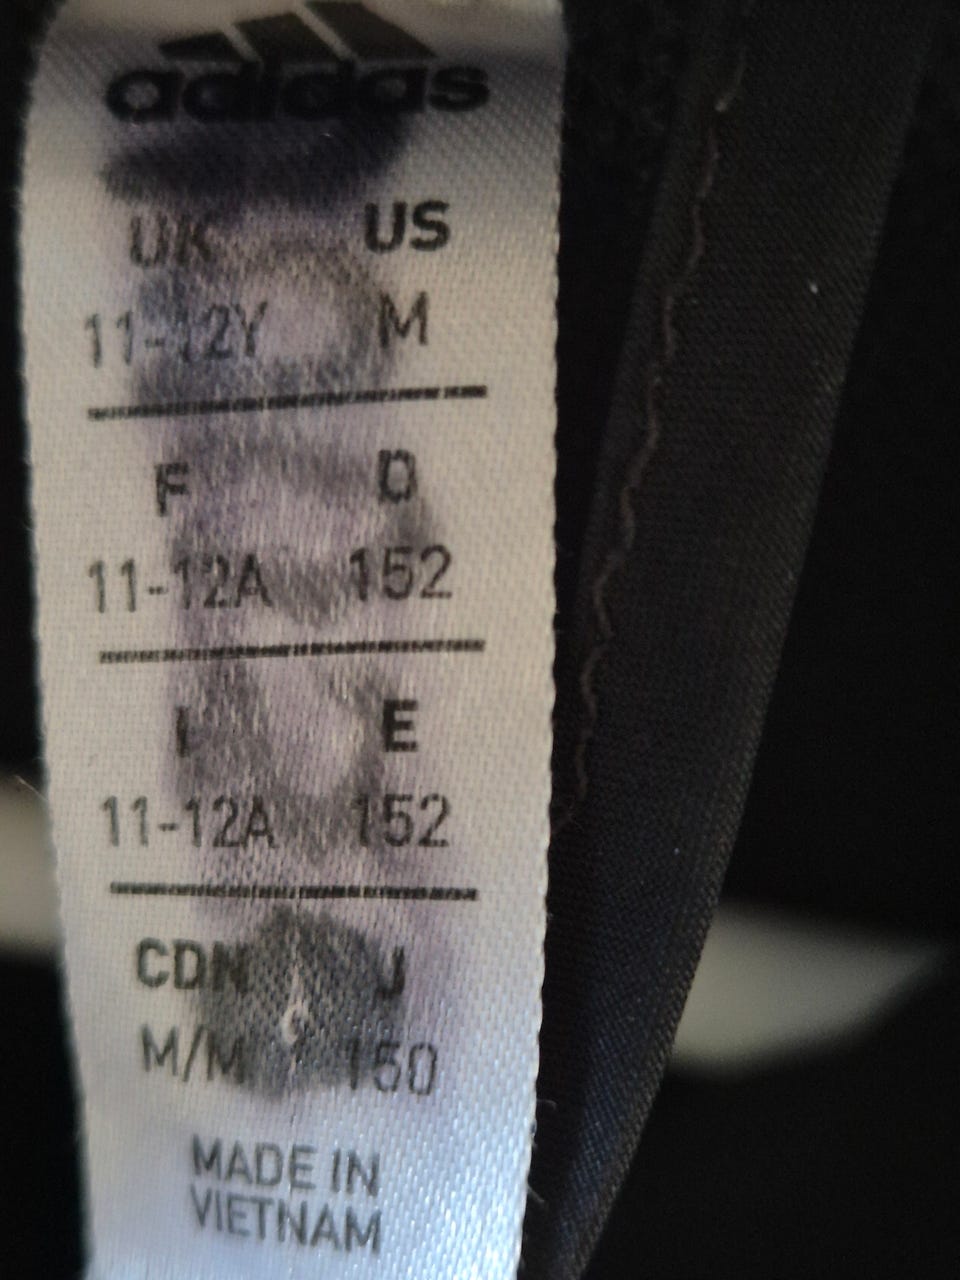 adidas
UK US
11-12Y M
F D
11-12A 152
I E
11-12A 152
CDN J
M/M 150
MADE IN
VIETNAM